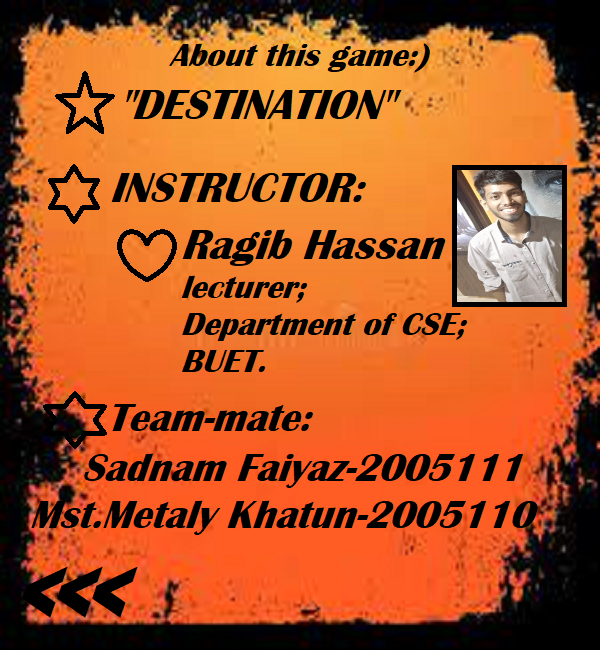 About this game:)
"DESTINATION"
INSTRUCTOR:
Ragib Hassan
lecturer;
Department of CSE;
BUET.
Team-mate:
Sadnam Faiyaz-2005111
Mst.Metaly Khatun-2005110
<<<